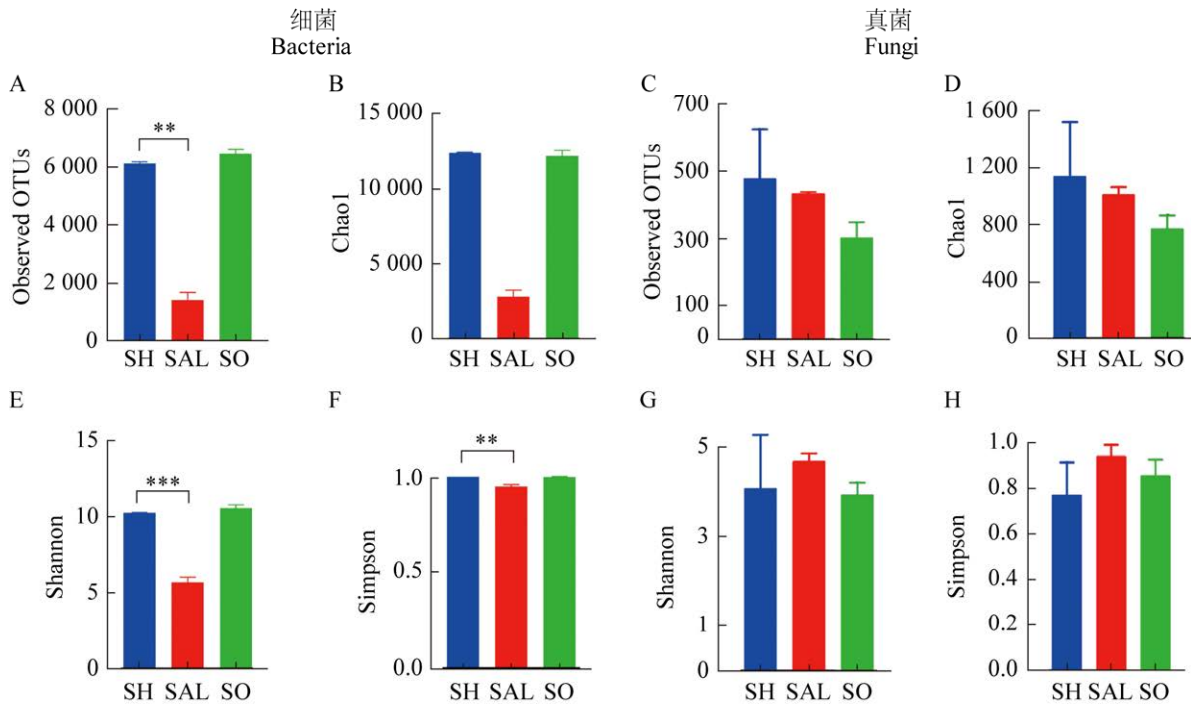 细菌
Bacteria
真菌
Fungi
A
Observed OTUs
8 000
6 000
4 000
2 000
0
**
SH SAL SO
B
Chao1
15 000
10 000
5 000
0
SH SAL SO
C
Observed OTUs
700
500
300
100
0
SH SAL SO
D
Chao1
1 600
1 200
800
400
0
SH SAL SO
E
Shannon
15
10
5
0
***
SH SAL SO
F
Simpson
1.0
0.5
0.0
**
SH SAL SO
G
Shannon
5
3
1
0
SH SAL SO
H
Simpson
1.0
0.8
0.6
0.4
0.2
0.0
SH SAL SO